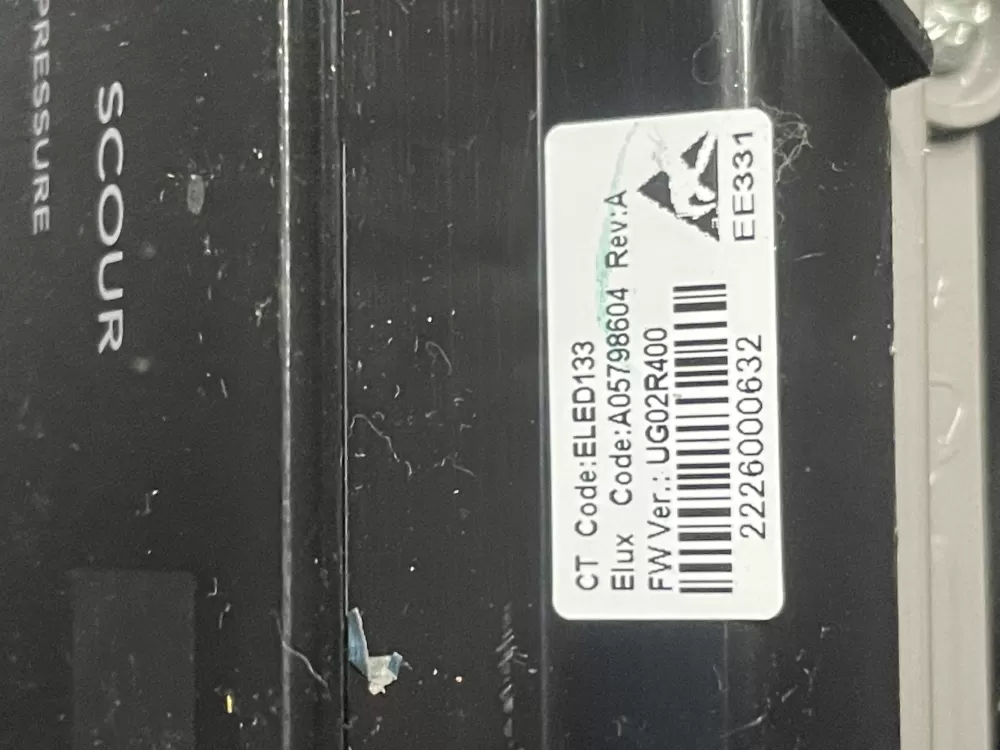 PRESSURE
SCOUR
CT Code:ELED133
Elux Code:A05798604 Rev:A
FW Ver.: UG02R400
2226000632
EE331